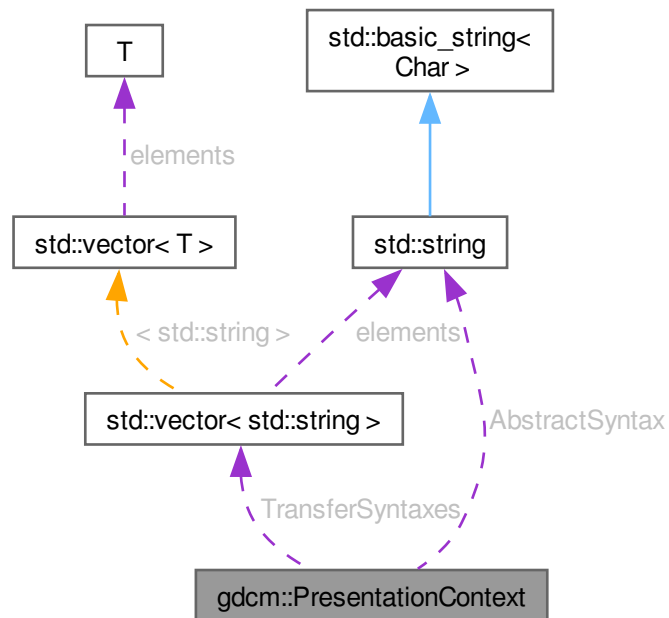 T
std::basic_string<
Char >
elements
std::vector< T >
std::string
< std::string >
elements
std::vector< std::string >
AbstractSyntax
TransferSyntaxes
gdcm::PresentationContext